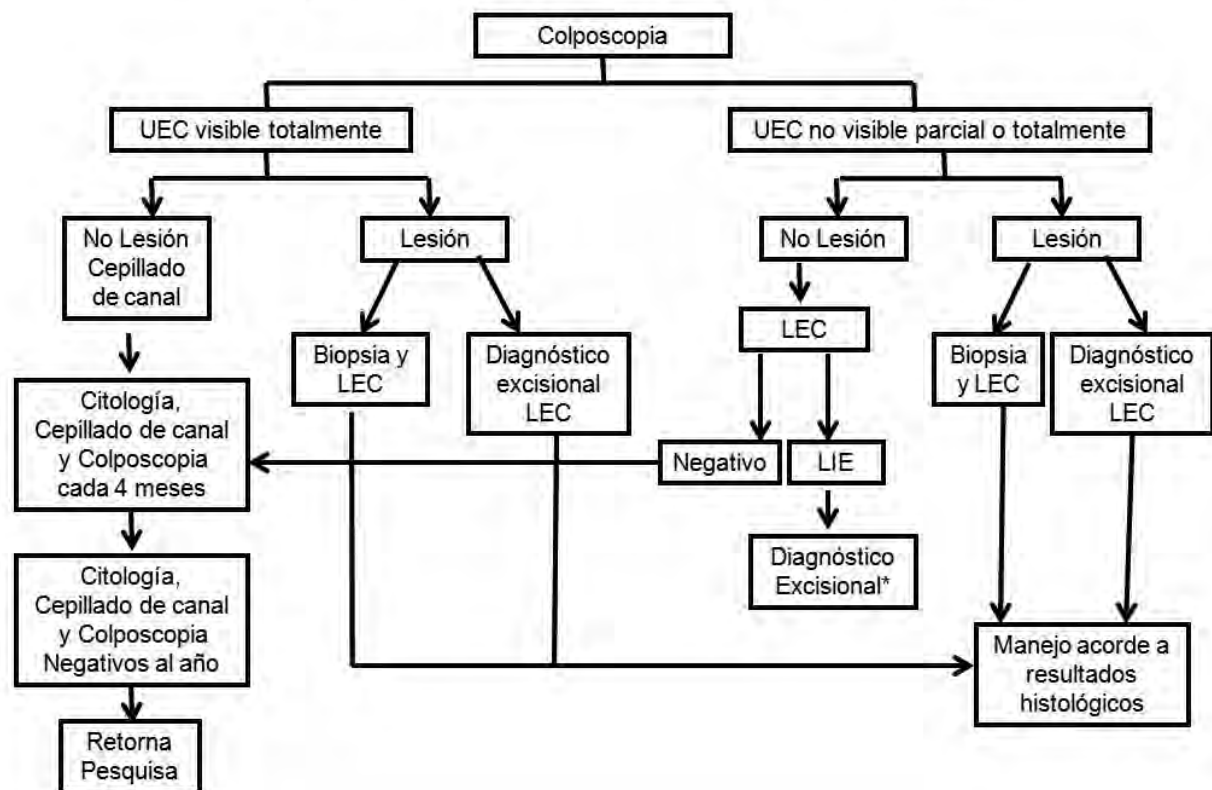 Colposcopia
UEC visible totalmente
UEC no visible parcial o totalmente
No Lesión
Cepillado
de canal
Lesión
No Lesión
Lesión
Biopsia y
LEC
Diagnóstico
excisional
LEC
LEC
Biopsia
y LEC
Diagnóstico
excisional
LEC
Citología,
Cepillado de canal
y Colposcopia
cada 4 meses
Negativo
LIE
Diagnóstico
Excisional*
Citología,
Cepillado de canal
y Colposcopia
Negativos al año
Manejo acorde a
resultados
histológicos
Retorna
Pesquisa